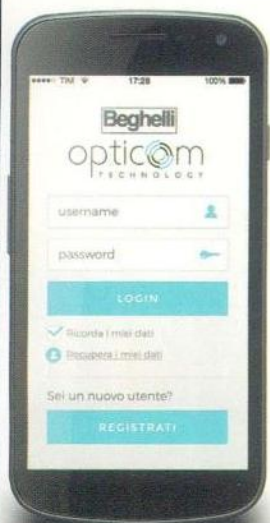 TIM 17:28 100%
Beghelli
opticom
TECHNOLOGY
username
password
LOGIN
Ricorda i miei dati
Recupera i miei dati
Sei un nuovo utente?
REGISTRATI